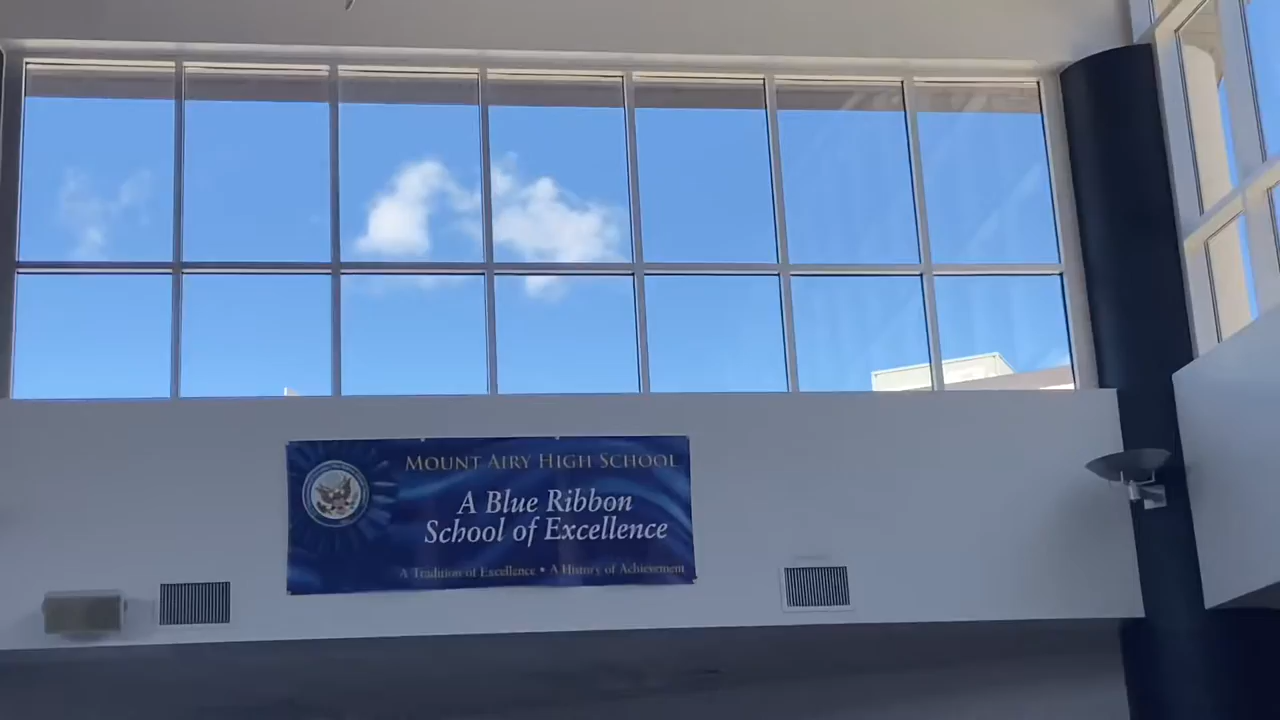 MOUNT AIRY HIGH SCHOOL
A Blue Ribbon
School of Excellence
A Tradition of Excellence • A History of Achievement